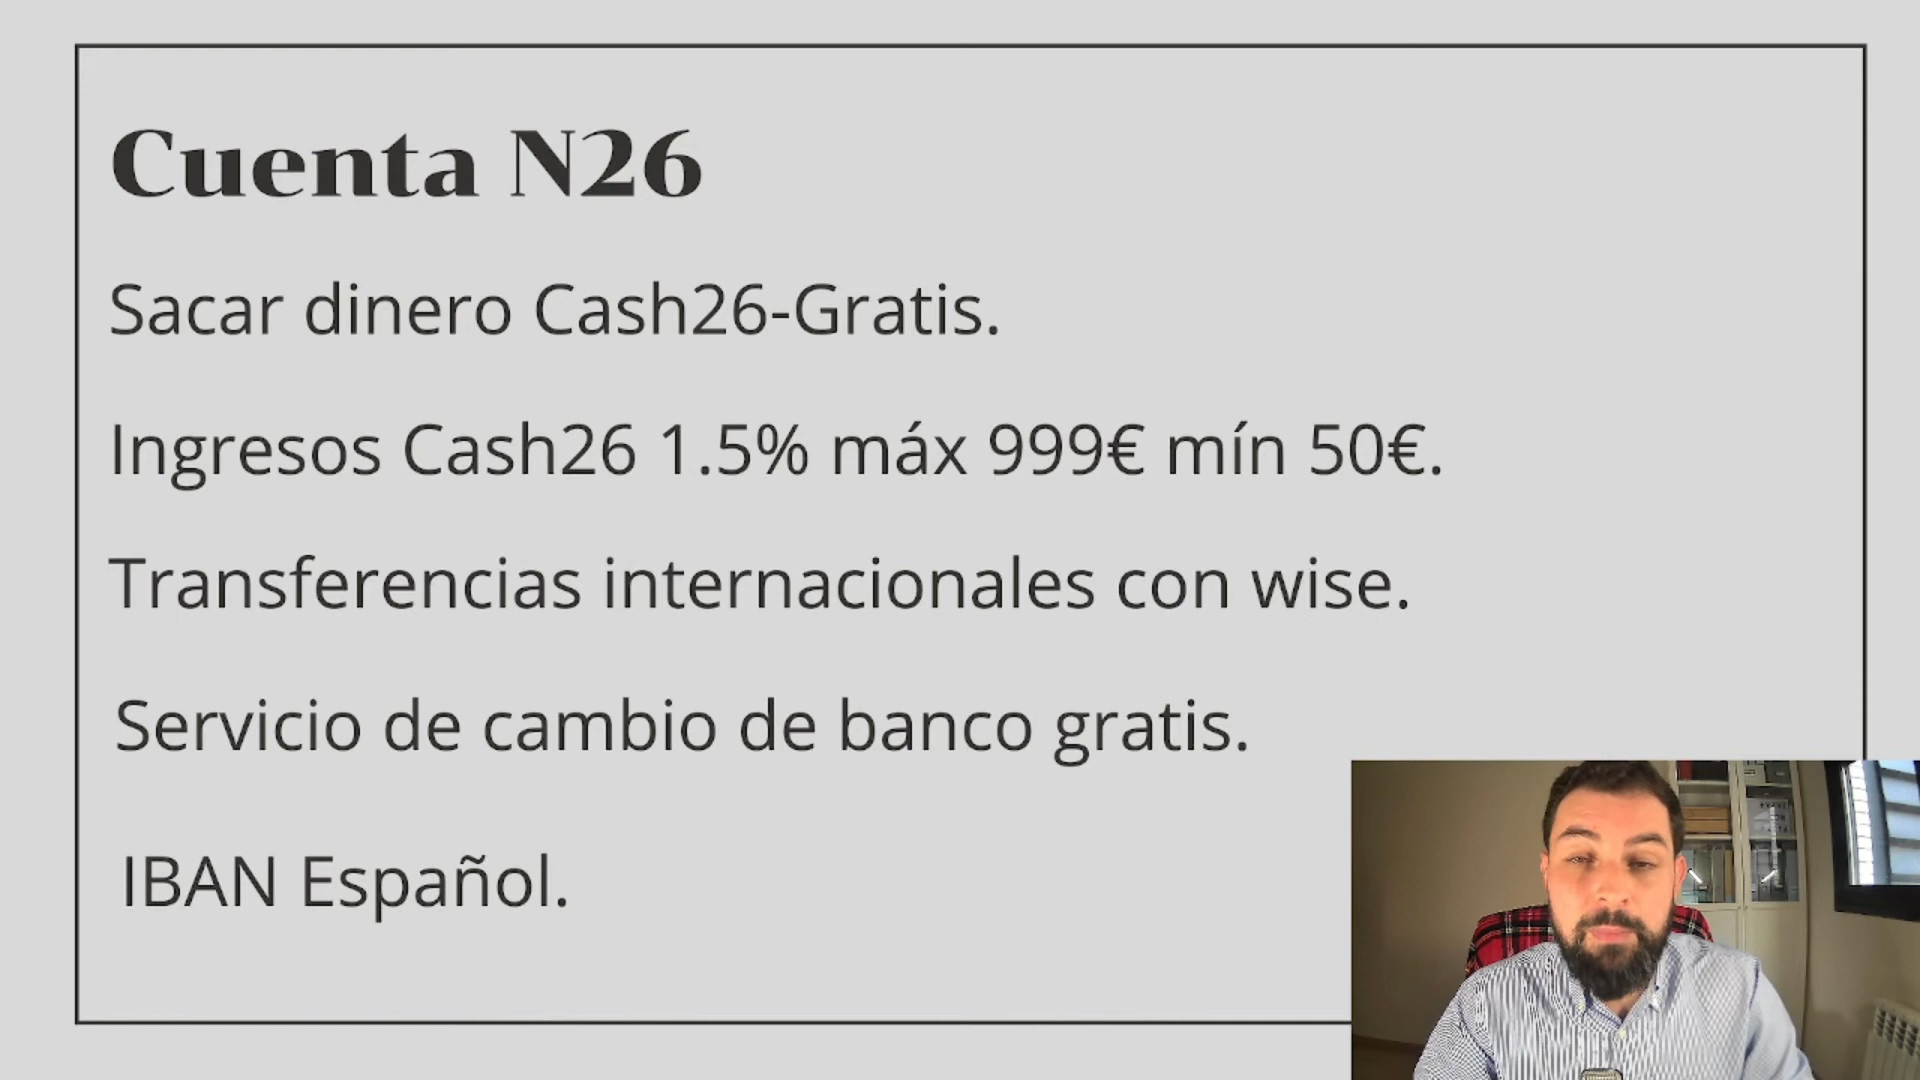 Cuenta N26
Sacar dinero Cash26-Gratis.
Ingresos Cash26 1.5% máx 999€ mín 50€.
Transferencias internacionales con wise.
Servicio de cambio de banco gratis.
IBAN Español.